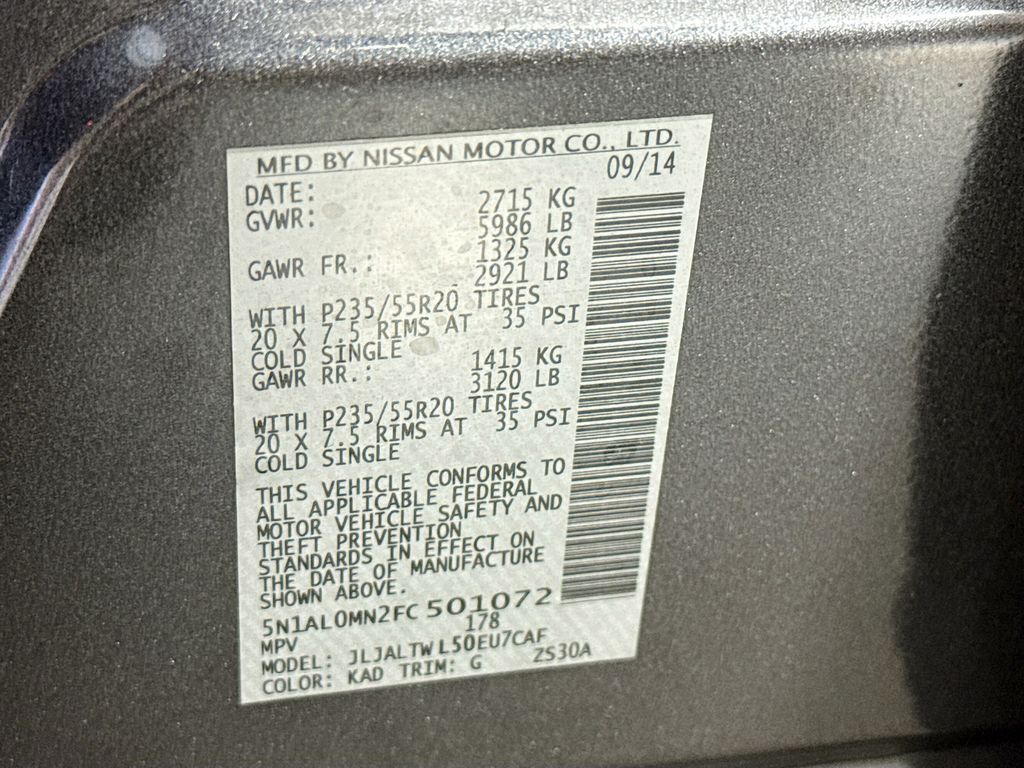 MFD BY NISSAN MOTOR CO., LTD.
DATE: 09/14
GVWR: 2715 KG
5986 LB
GAWR FR.: 1325 KG
2921 LB
WITH P235/55R20 TIRES
20 X 7.5 RIMS AT 35 PSI
COLD SINGLE
GAWR RR.: 1415 KG
3120 LB
WITH P235/55R20 TIRES
20 X 7.5 RIMS AT 35 PSI
COLD SINGLE
THIS VEHICLE CONFORMS TO
ALL APPLICABLE FEDERAL
MOTOR VEHICLE SAFETY AND
THEFT PREVENTION
STANDARDS IN EFFECT ON
THE DATE OF MANUFACTURE
SHOWN ABOVE.
5N1AL0MN2FC501072
MPV 178
MODEL: JLJALTWL50EU7CAF
COLOR: KAD TRIM: G ZS30A